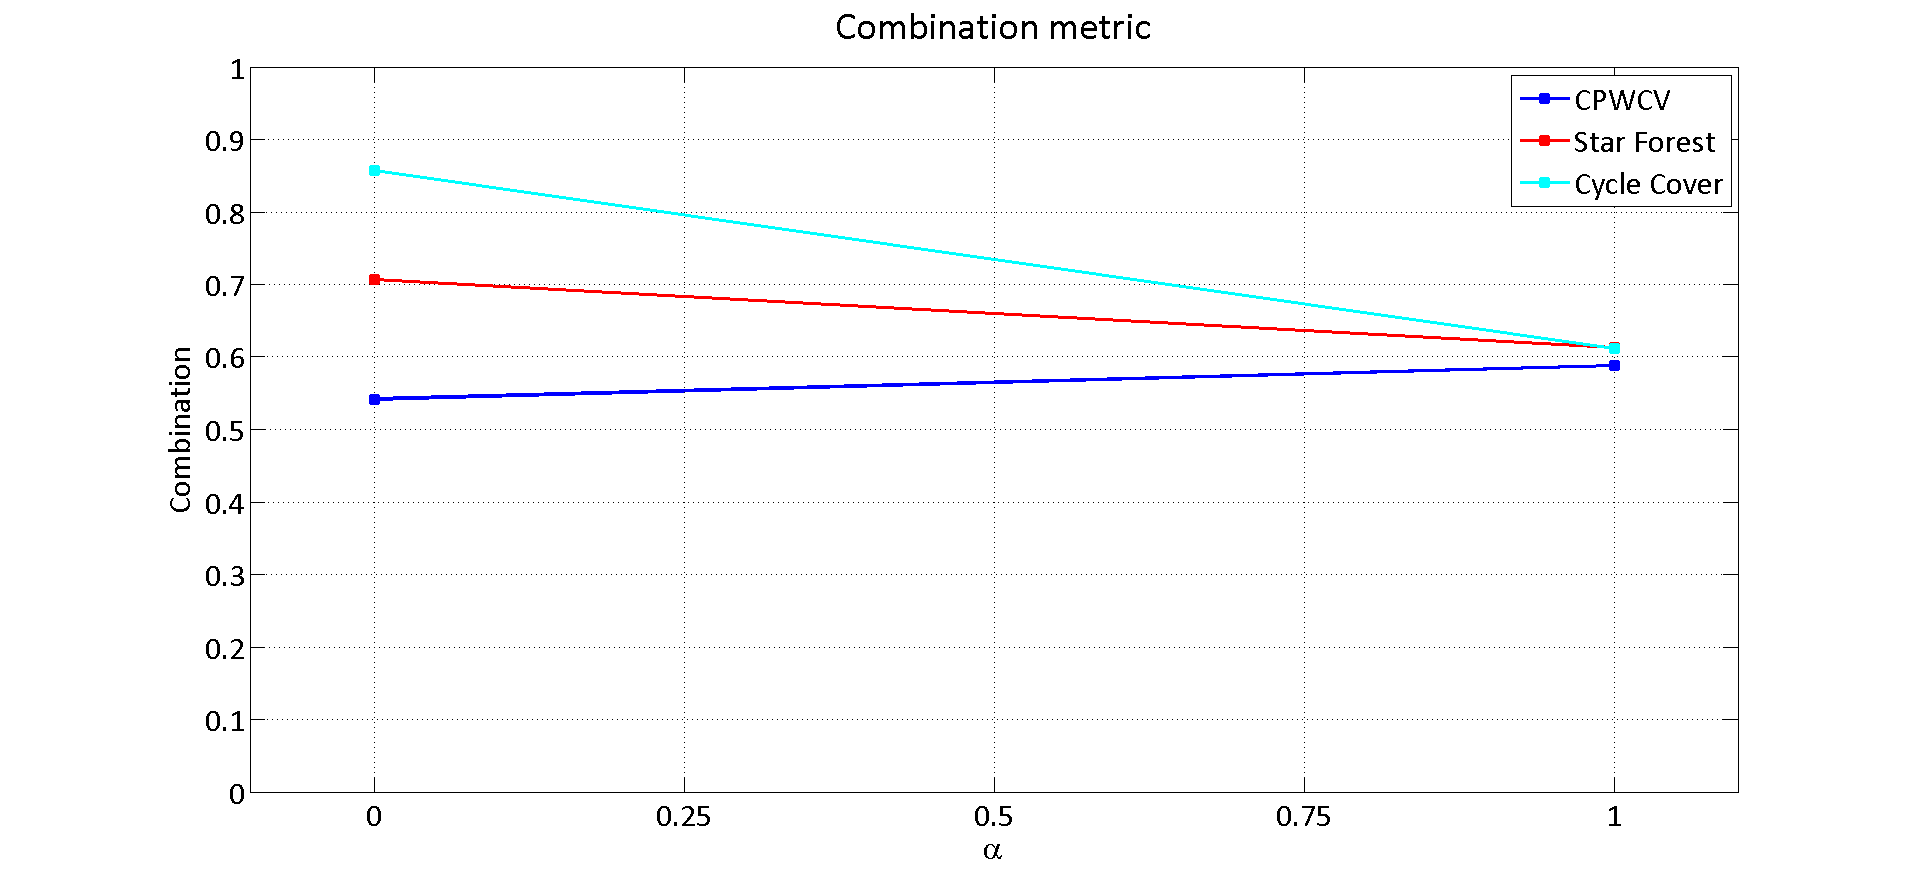 Combination metric
CPWCV
Star Forest
Cycle Cover
Combination
1
0.9
0.8
0.7
0.6
0.5
0.4
0.3
0.2
0.1
0
0 0.25 0.5 0.75 1
α